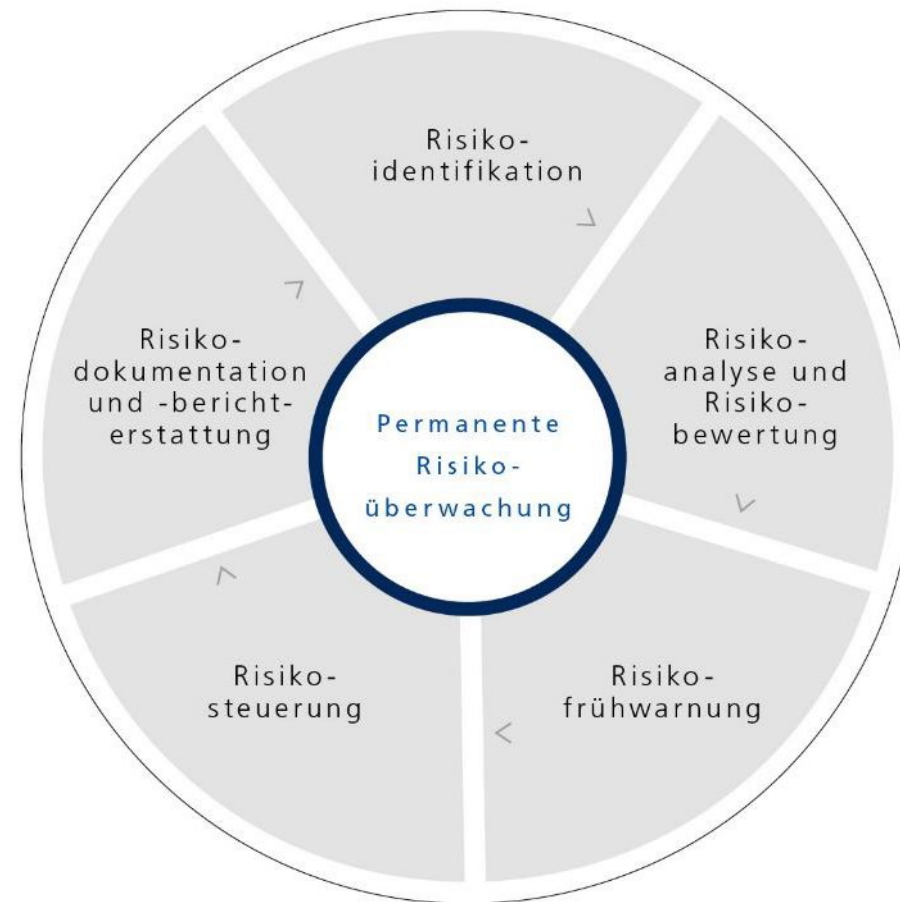 Risiko-
identifikation
Risiko-
analyse und
Risiko-
bewertung
Risiko-
frühwarnung
Risiko-
steuerung
Risiko-
dokumentation
und -bericht-
erstattung
Permanente
Risiko-
überwachung